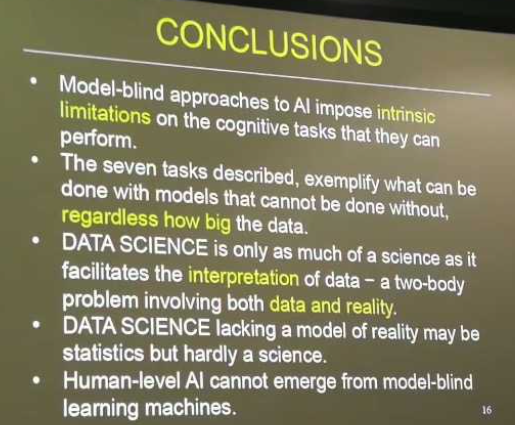 CONCLUSIONS
• Model-blind approaches to AI impose intrinsic
limitations on the cognitive tasks that they can
perform.
• The seven tasks described, exemplify what can be
done with models that cannot be done without,
regardless how big the data.
• DATA SCIENCE is only as much of a science as it
facilitates the interpretation of data – a two-body
problem involving both data and reality.
• DATA SCIENCE lacking a model of reality may be
statistics but hardly a science.
• Human-level AI cannot emerge from model-blind
learning machines.
16